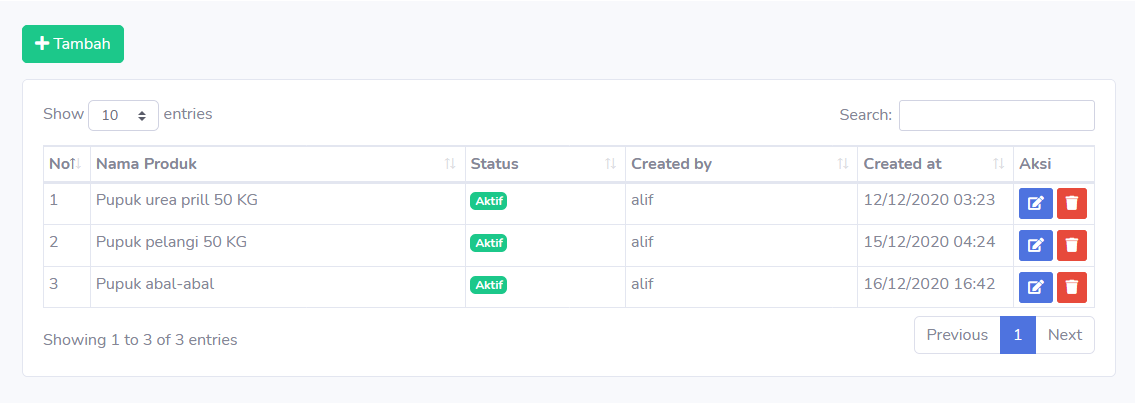 Tambah
Show 10 entries Search:
No Nama Produk Status Created by Created at Aksi
1 Pupuk urea prill 50 KG Aktif alif 12/12/2020 03:23
2 Pupuk pelangi 50 KG Aktif alif 15/12/2020 04:24
3 Pupuk abal-abal Aktif alif 16/12/2020 16:42
Showing 1 to 3 of 3 entries Previous 1 Next